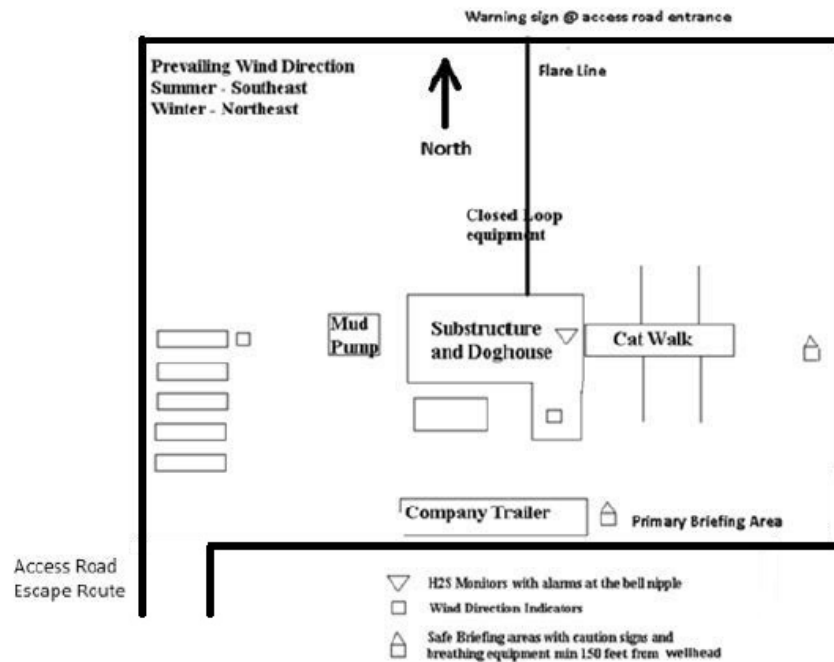 Warning sign @ access road entrance
Prevailing Wind Direction
Summer - Southeast
Winter - Northeast
Flare Line
North
Closed Loop
equipment
Mud
Pump
Substructure
and Doghouse
Cat Walk
Company Trailer
Primary Briefing Area
Access Road
Escape Route
H2S Monitors with alarms at the bell nipple
Wind Direction Indicators
Safe Briefing areas with caution signs and
breathing equipment min 150 feet from wellhead